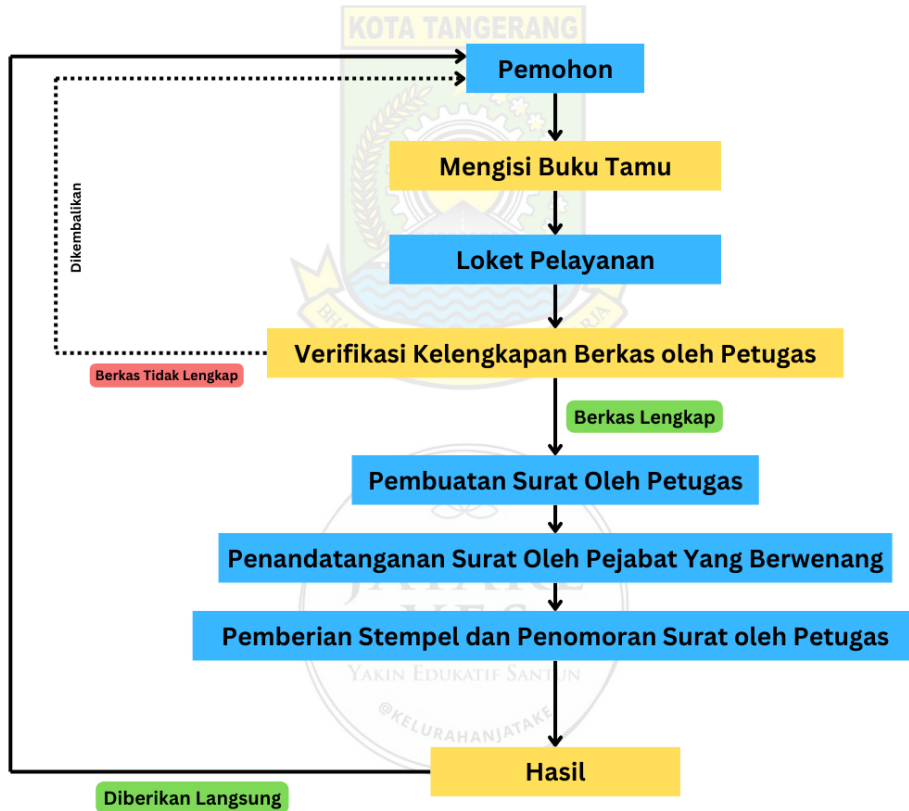 KOTA TANGERANG
Pemohon
Mengisi Buku Tamu
Dikembalikan
Loket Pelayanan
Verifikasi Kelengkapan Berkas oleh Petugas
Berkas Tidak Lengkap
Berkas Lengkap
Pembuatan Surat Oleh Petugas
Penandatanganan Surat Oleh Pejabat Yang Berwenang
Pemberian Stempel dan Penomoran Surat oleh Petugas
YAKIN EDUKATIF SANTUN
@KELURAHANJATAKE
Hasil
Diberikan Langsung